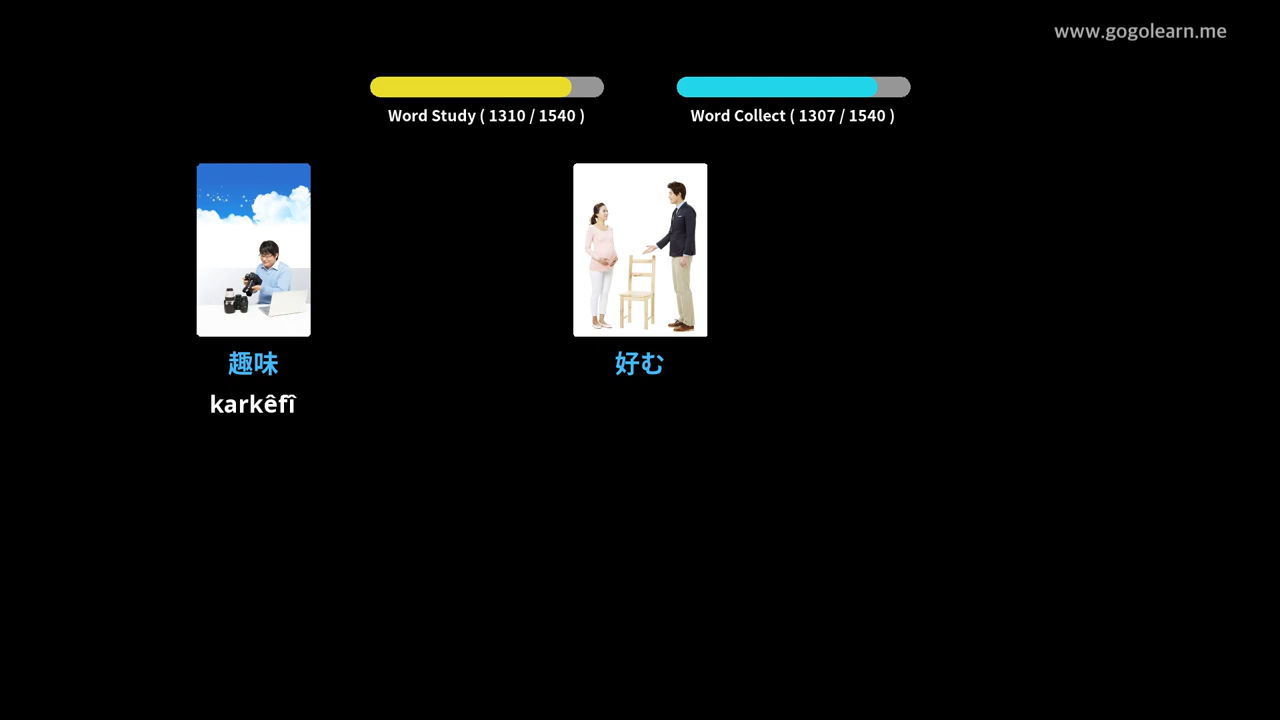 www.gogolearn.me
Word Study ( 1310 / 1540 )
Word Collect ( 1307 / 1540 )
趣味
karkêfî
好む